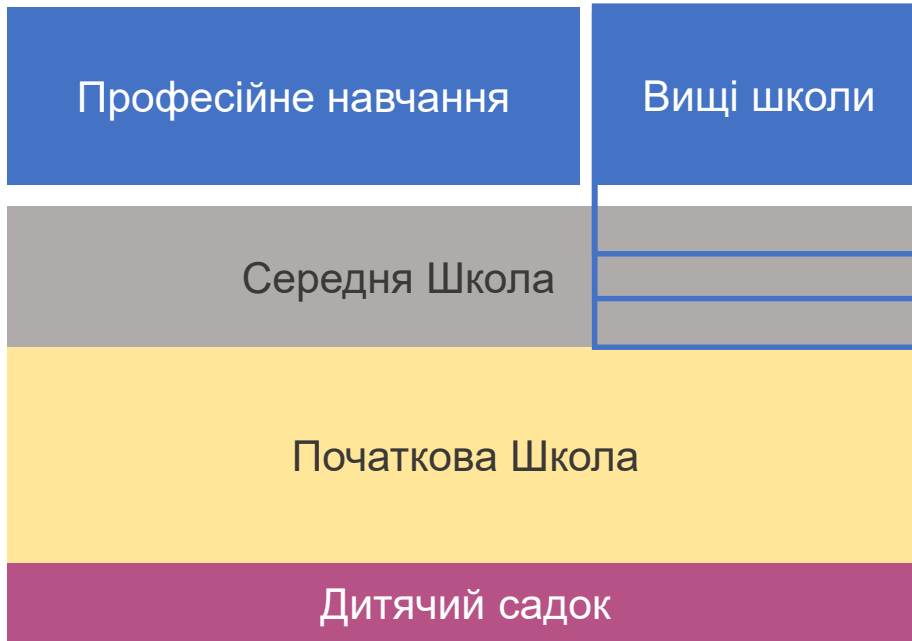 Професійне навчання
Вищі школи
Середня Школа
Початкова Школа
Дитячий садок